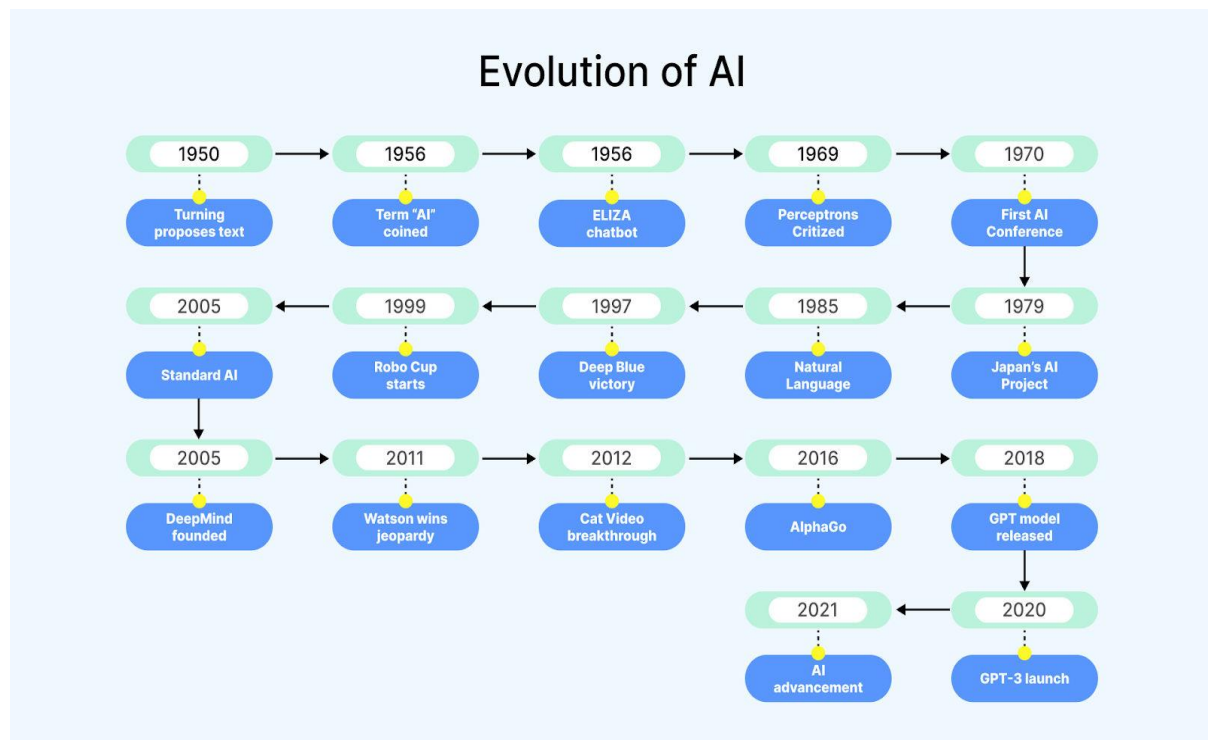 Evolution of AI
1950
1956
1956
1969
1970
Turning
proposes text
Term “AI”
coined
ELIZA
chatbot
Perceptrons
Critized
First AI
Conference
2005
1999
1997
1985
1979
Standard AI
Robo Cup
starts
Deep Blue
victory
Natural
Language
Japan's AI
Project
2005
2011
2012
2016
2018
DeepMind
founded
Watson wins
jeopardy
Cat Video
breakthrough
AlphaGo
GPT model
released
2021
2020
AI
advancement
GPT-3 launch